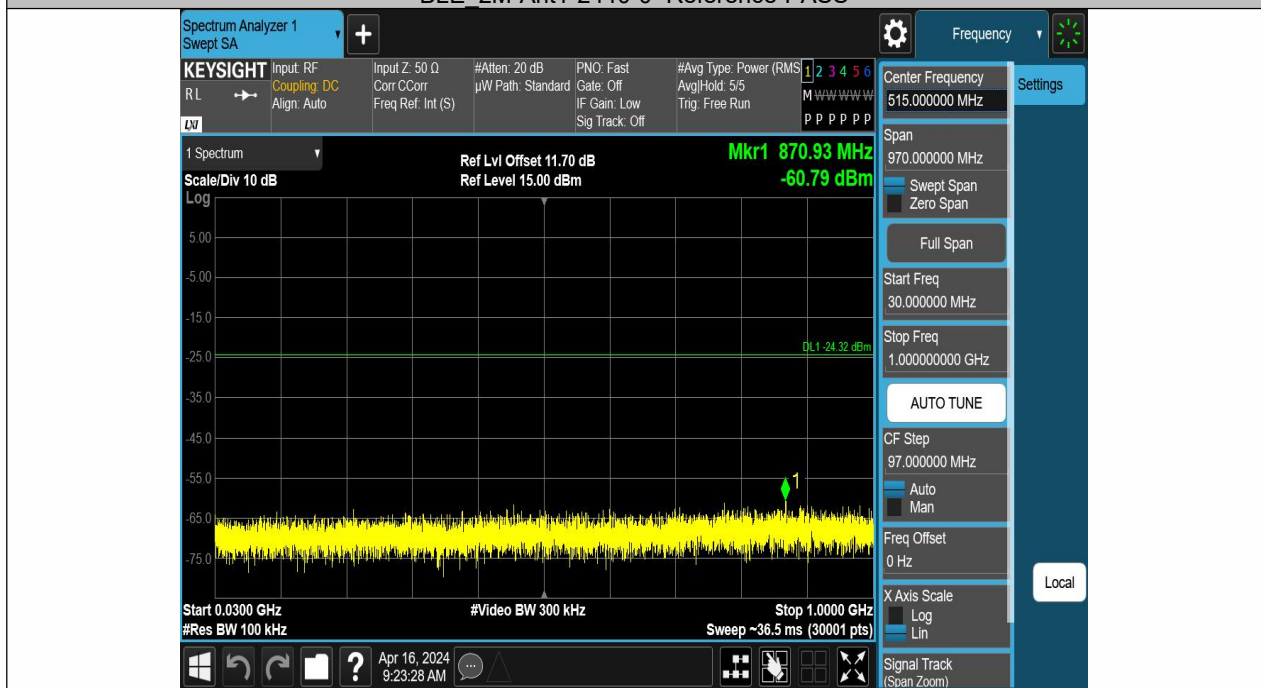 Spectrum Analyzer 1
Swept SA
Frequency
KEYSIGHT
RL
LXI
Input: RF
Coupling: DC
Align: Auto
Input Z: 50 Ω
Corr CCorr
Freq Ref: Int (S)
#Atten: 20 dB
µW Path: Standard
PNO: Fast
Gate: Off
IF Gain: Low
Sig Track: Off
#Avg Type: Power (RMS
Avg|Hold: 5/5
Trig: Free Run
1 2 3 4 5 6
M W W W W W
P P P P P P
1 Spectrum
Scale/Div 10 dB
Log
Ref Lvl Offset 11.70 dB
Ref Level 15.00 dBm
Mkr1 870.93 MHz
-60.79 dBm
5.00
-5.00
-15.0
-25.0
-35.0
-45.0
-55.0
-65.0
-75.0
DL1 -24.32 dBm
1
Start 0.0300 GHz
#Res BW 100 kHz
#Video BW 300 kHz
Stop 1.0000 GHz
Sweep ~36.5 ms (30001 pts)
Center Frequency
515.000000 MHz
Settings
Span
970.000000 MHz
Swept Span
Zero Span
Full Span
Start Freq
30.000000 MHz
Stop Freq
1.000000000 GHz
AUTO TUNE
CF Step
97.000000 MHz
Auto
Man
Freq Offset
0 Hz
X Axis Scale
Log
Lin
Local
Signal Track
(Span Zoom)
?
Apr 16, 2024
9:23:28 AM